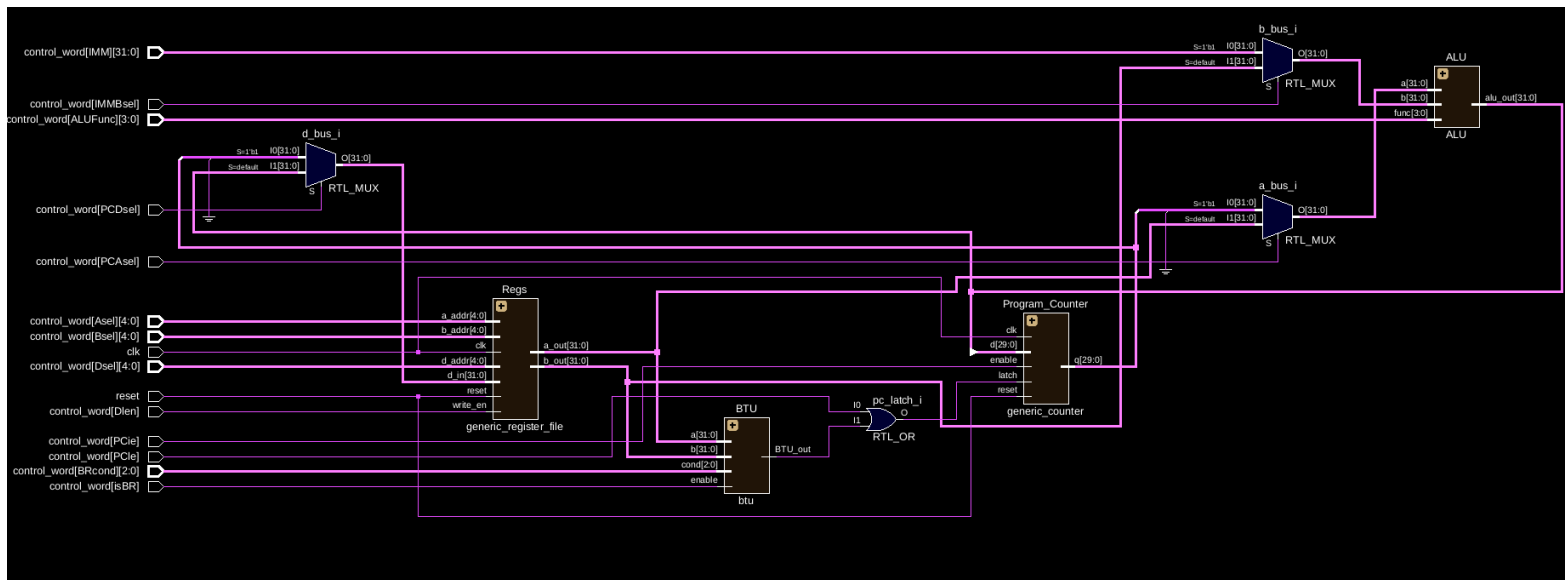 b_bus_i
control_word[IMM][31:0]
S=1'b1 I0[31:0]
S=default I1[31:0]
O[31:0]
S
RTL_MUX
ALU
a[31:0]
b[31:0]
func[3:0]
alu_out[31:0]
ALU
control_word[IMMBsel]
control_word[ALUFunc][3:0]
d_bus_i
S=1'b1 I0[31:0]
S=default I1[31:0]
O[31:0]
S
RTL_MUX
a_bus_i
S=1'b1 I0[31:0]
S=default I1[31:0]
O[31:0]
S
RTL_MUX
control_word[PCDsel]
control_word[PCAsel]
Regs
control_word[Asel][4:0]
control_word[Bsel][4:0]
clk
control_word[Dsel][4:0]
reset
control_word[Dlen]
a_addr[4:0]
b_addr[4:0]
clk
d_addr[4:0]
d_in[31:0]
reset
write_en
a_out[31:0]
b_out[31:0]
generic_register_file
Program_Counter
clk
d[29:0]
enable
latch
reset
q[29:0]
generic_counter
pc_latch_i
I0
I1
O
RTL_OR
control_word[PCie]
control_word[PCle]
control_word[BRcond][2:0]
control_word[isBR]
BTU
a[31:0]
b[31:0]
cond[2:0]
enable
BTU_out
btu